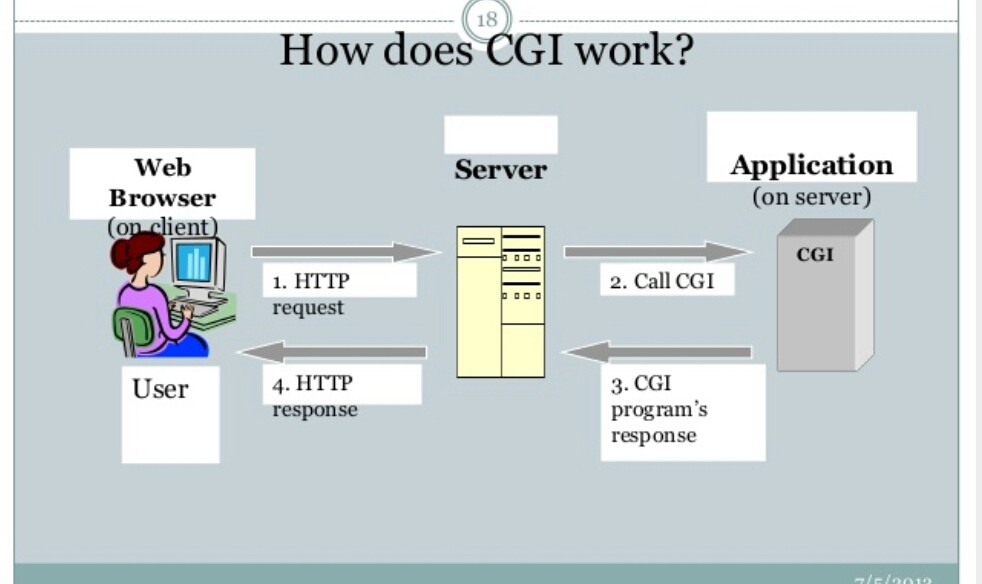 18
How does CGI work?
Web
Browser
(on client)
Server
Application
(on server)
CGI
1. HTTP
request
2. Call CGI
User
4. HTTP
response
3. CGI
program's
response